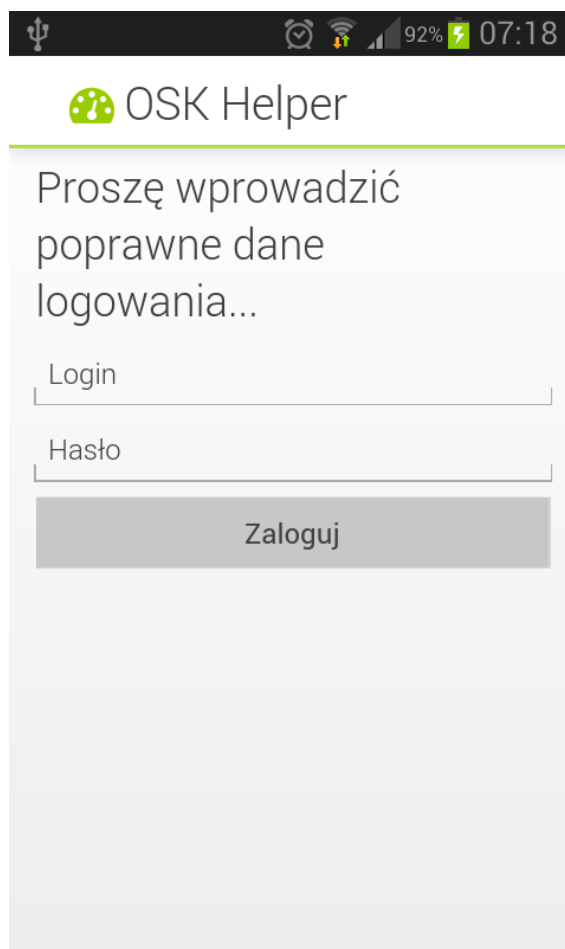 92% 07:18
OSK Helper
Proszę wprowadzić
poprawne dane
logowania...
Login
Hasło
Zaloguj